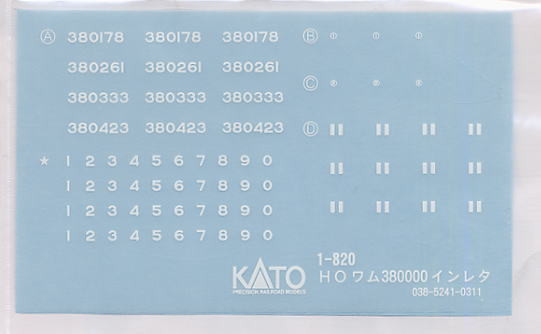 Ⓐ 380178 380178 380178 Ⓑ
380261 380261 380261
Ⓒ
380333 380333 380333
380423 380423 380423 Ⓓ
★ 1 2 3 4 5 6 7 8 9 0
1 2 3 4 5 6 7 8 9 0
1 2 3 4 5 6 7 8 9 0
1 2 3 4 5 6 7 8 9 0
1-820
KATO HOワム380000インレタ
PRECISION RAILROAD MODELS 038-5241-0311